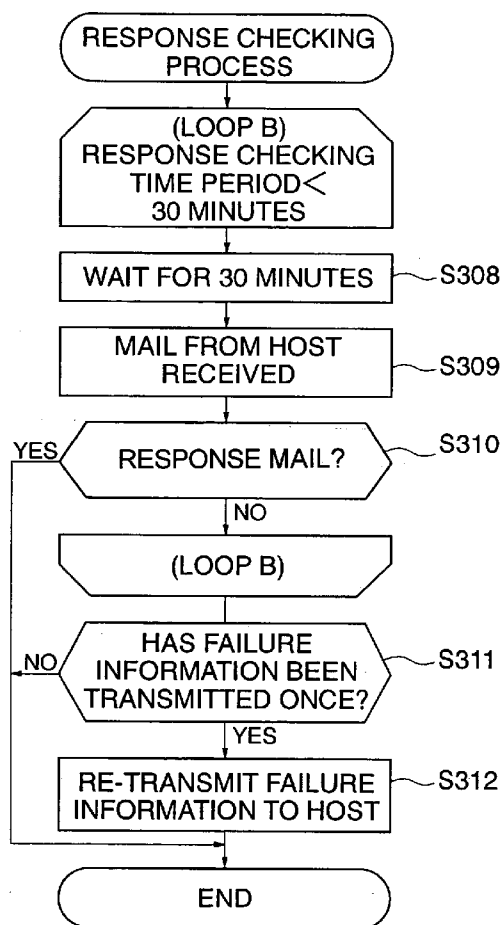 RESPONSE CHECKING
PROCESS
(LOOP B)
RESPONSE CHECKING
TIME PERIOD<
30 MINUTES
WAIT FOR 30 MINUTES
S308
MAIL FROM HOST
RECEIVED
S309
YES
RESPONSE MAIL?
S310
NO
(LOOP B)
NO
HAS FAILURE
INFORMATION BEEN
TRANSMITTED ONCE?
S311
YES
RE-TRANSMIT FAILURE
INFORMATION TO HOST
S312
END